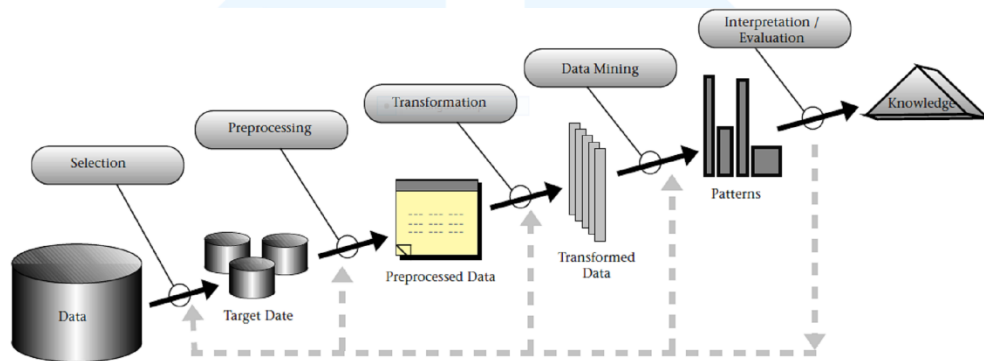 Interpretation /
Evaluation
Data Mining
Transformation
Preprocessing
Selection
Knowledge
Patterns
Transformed
Data
Preprocessed Data
Target Date
Data